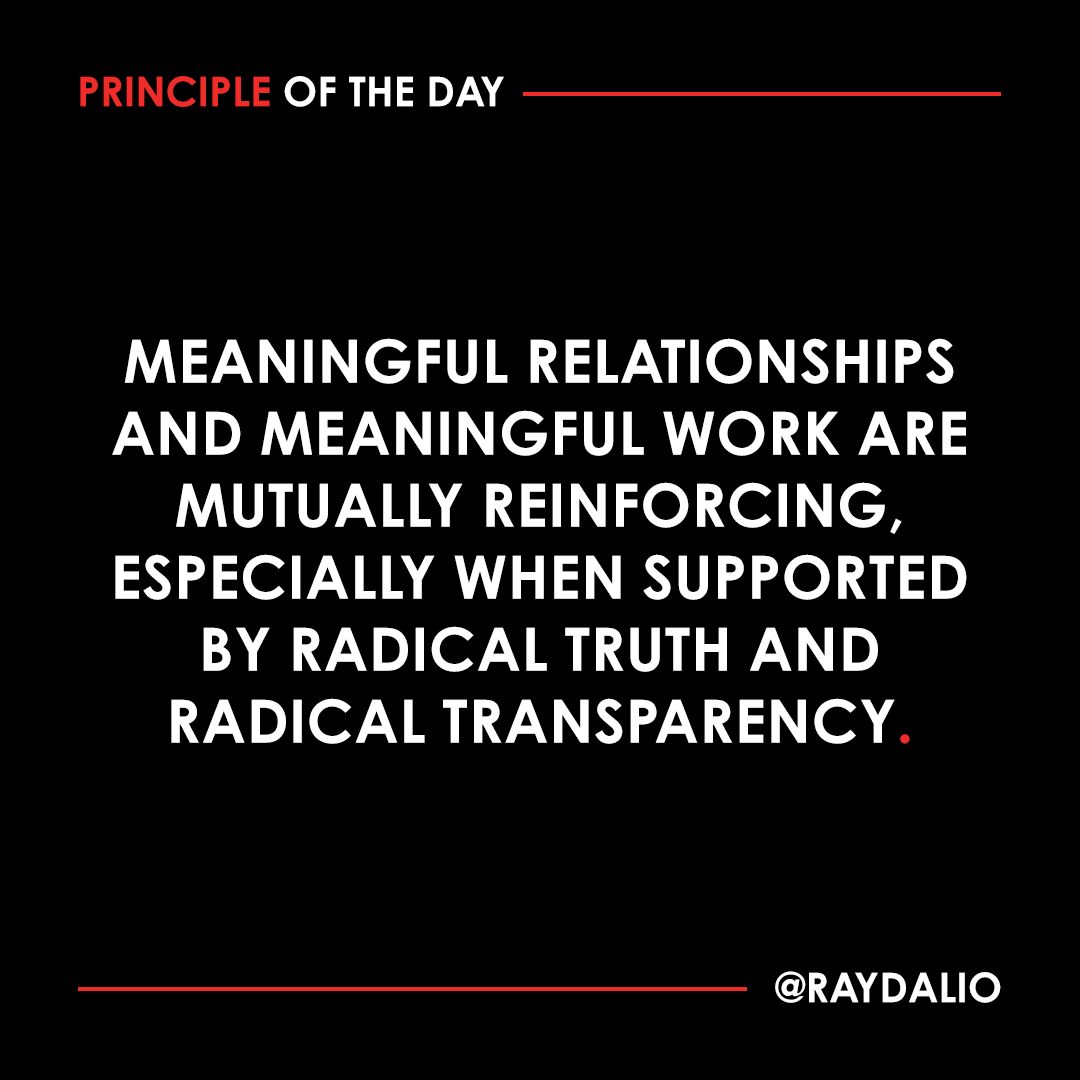 PRINCIPLE OF THE DAY
MEANINGFUL RELATIONSHIPS
AND MEANINGFUL WORK ARE
MUTUALLY REINFORCING,
ESPECIALLY WHEN SUPPORTED
BY RADICAL TRUTH AND
RADICAL TRANSPARENCY.
@RAYDALIO